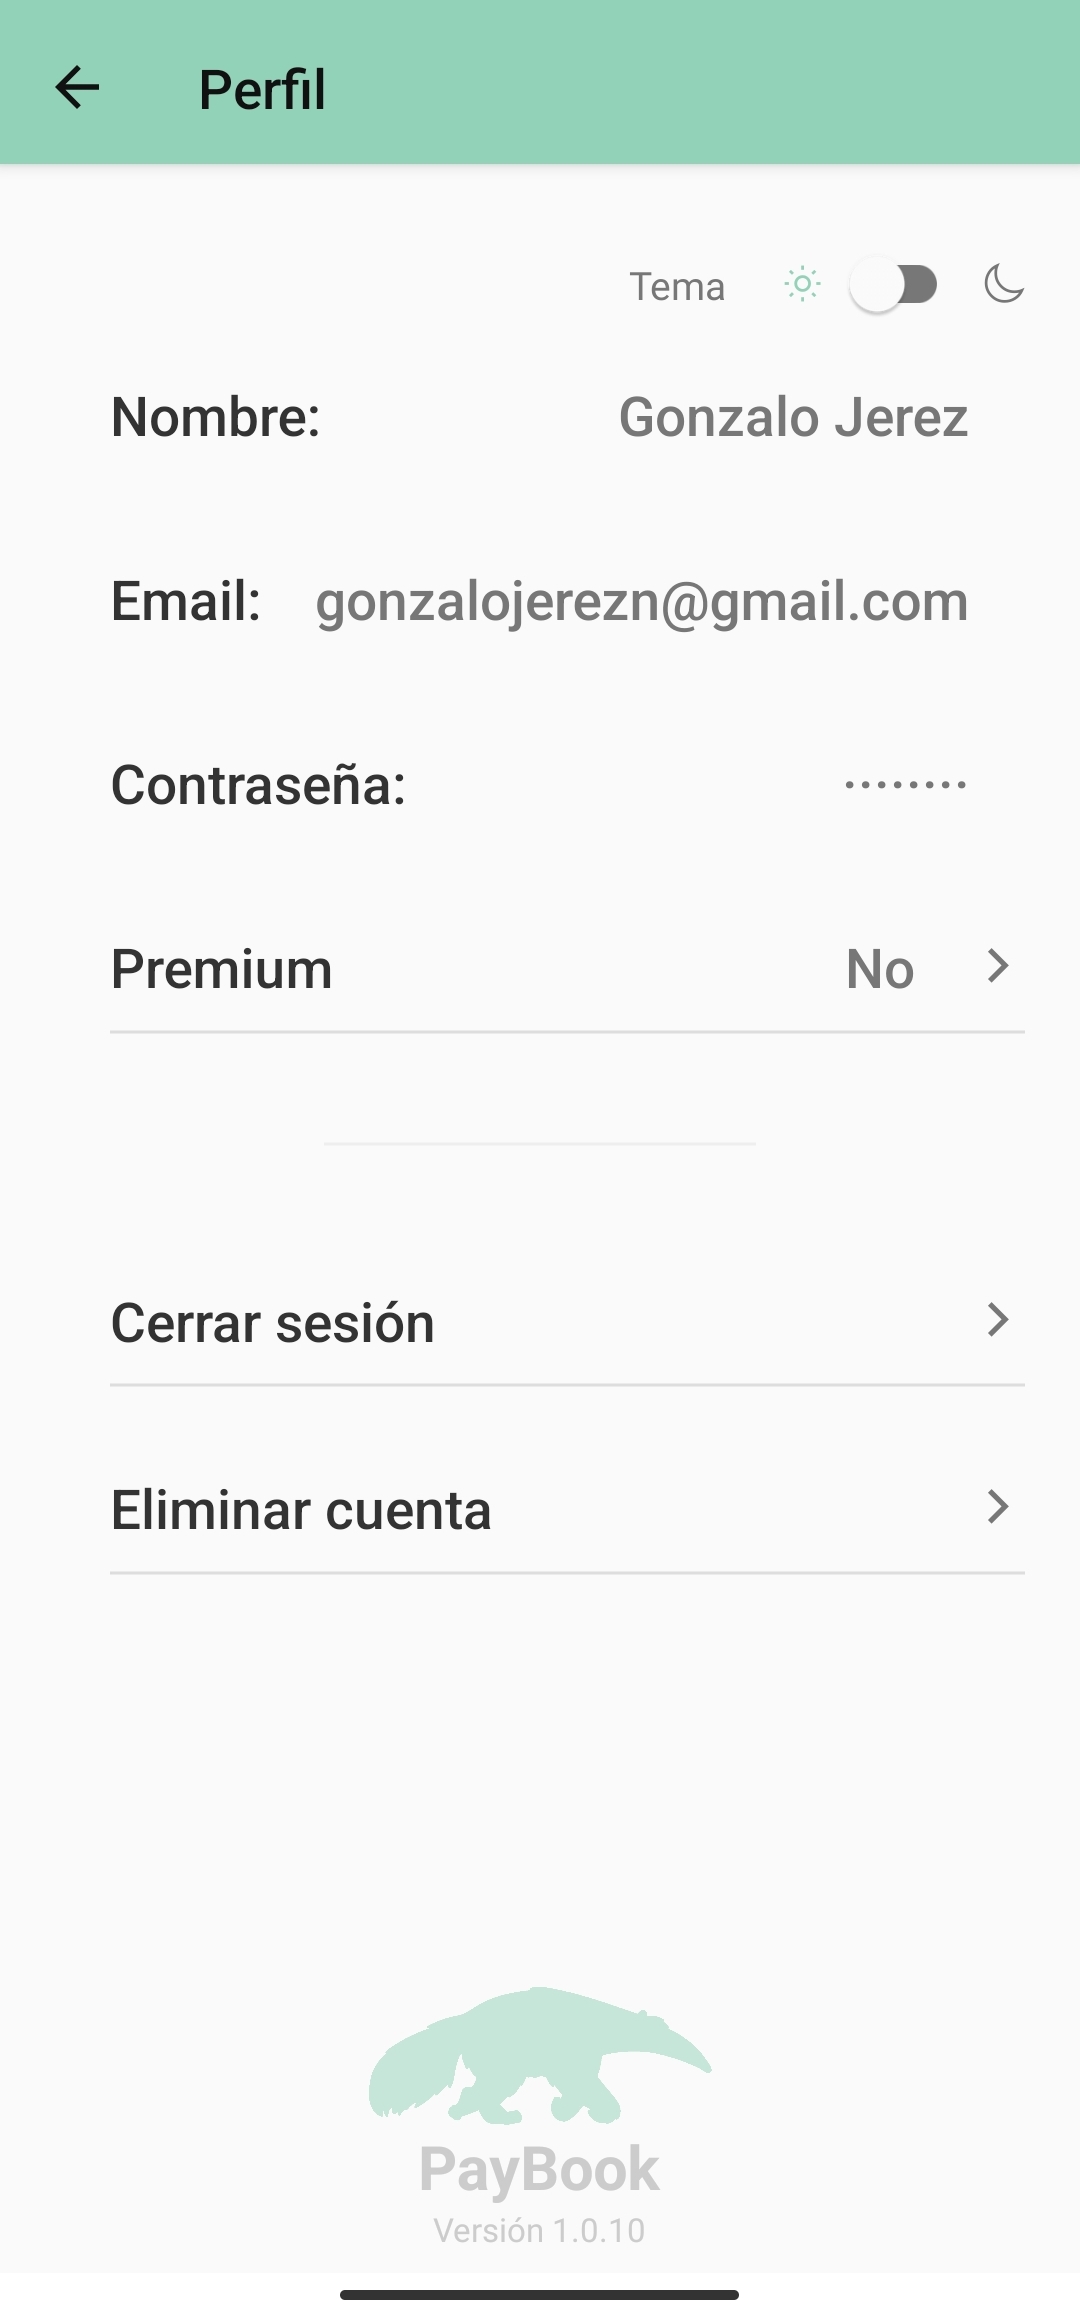 Perfil
Tema
Nombre: Gonzalo Jerez
Email: gonzalojerezn@gmail.com
Contraseña: ········
Premium No
Cerrar sesión
Eliminar cuenta
PayBook
Versión 1.0.10